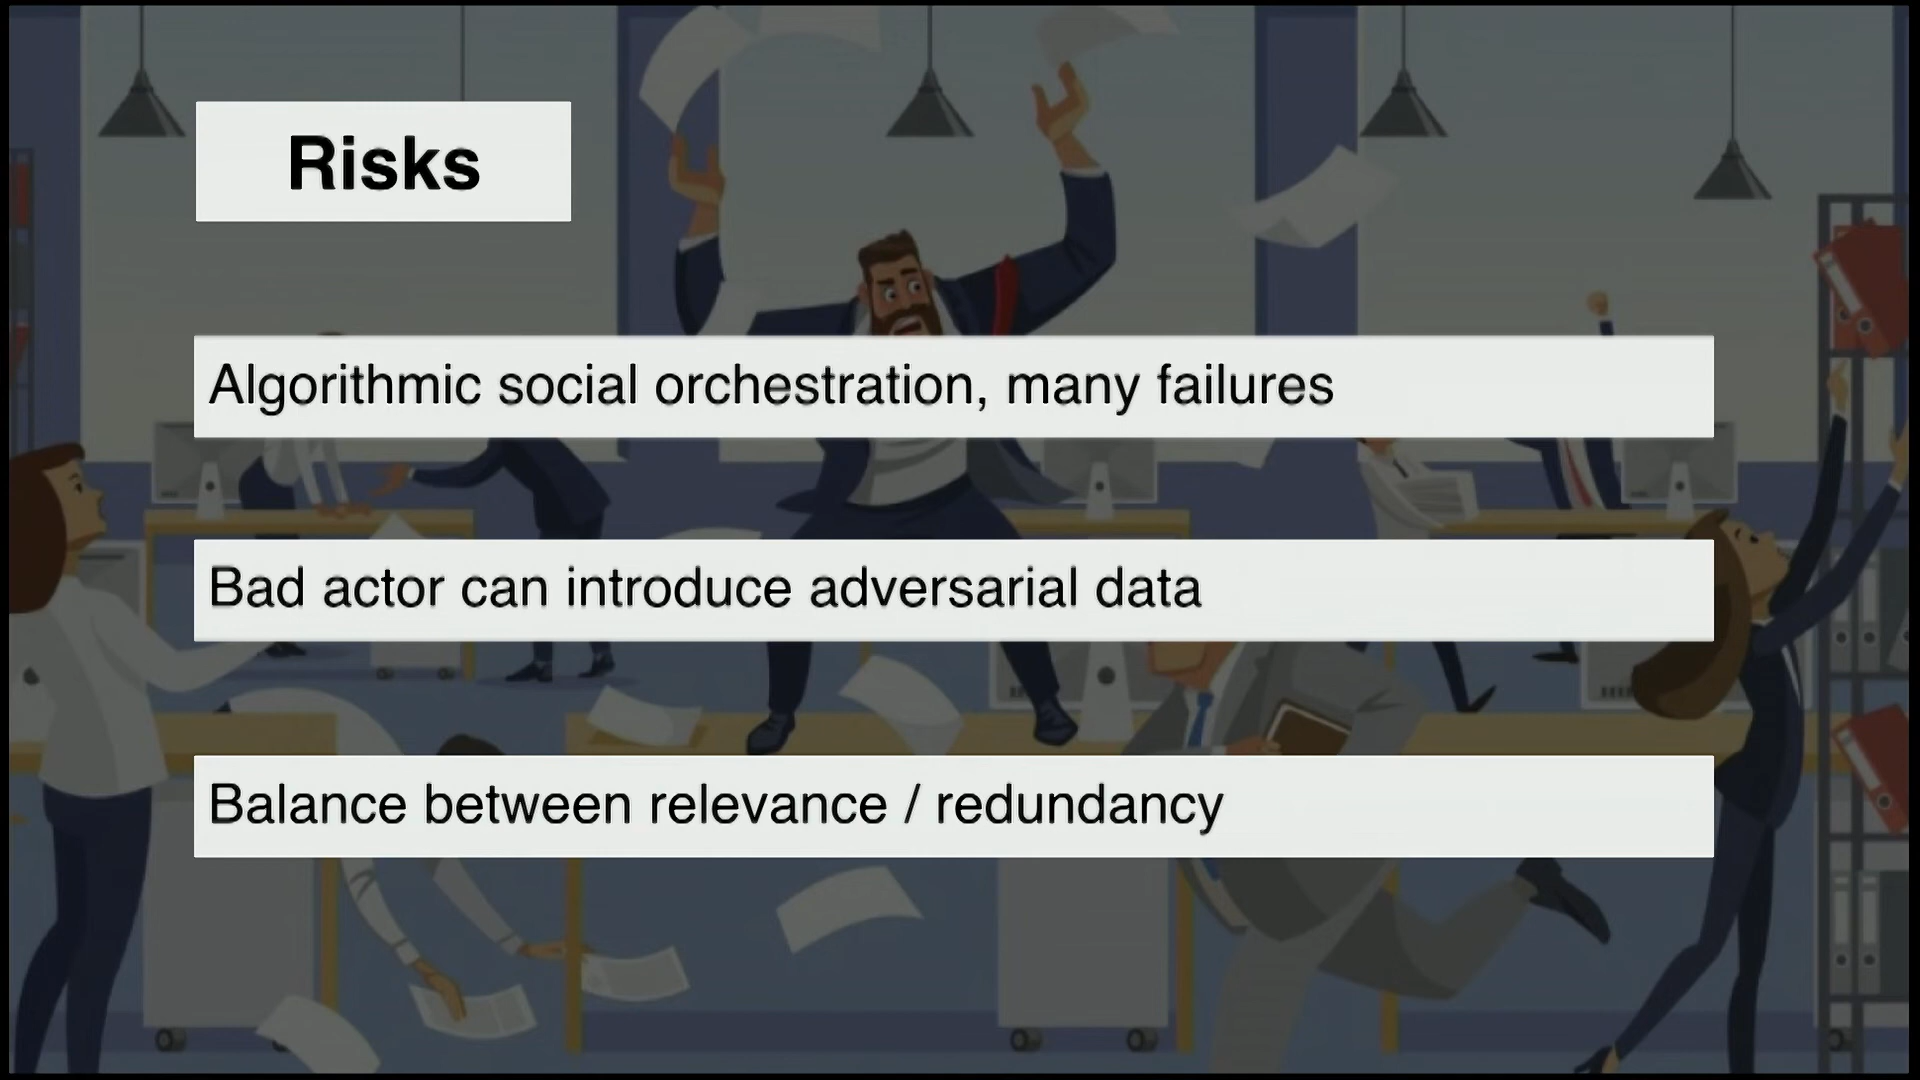 Risks
Algorithmic social orchestration, many failures
Bad actor can introduce adversarial data
Balance between relevance / redundancy